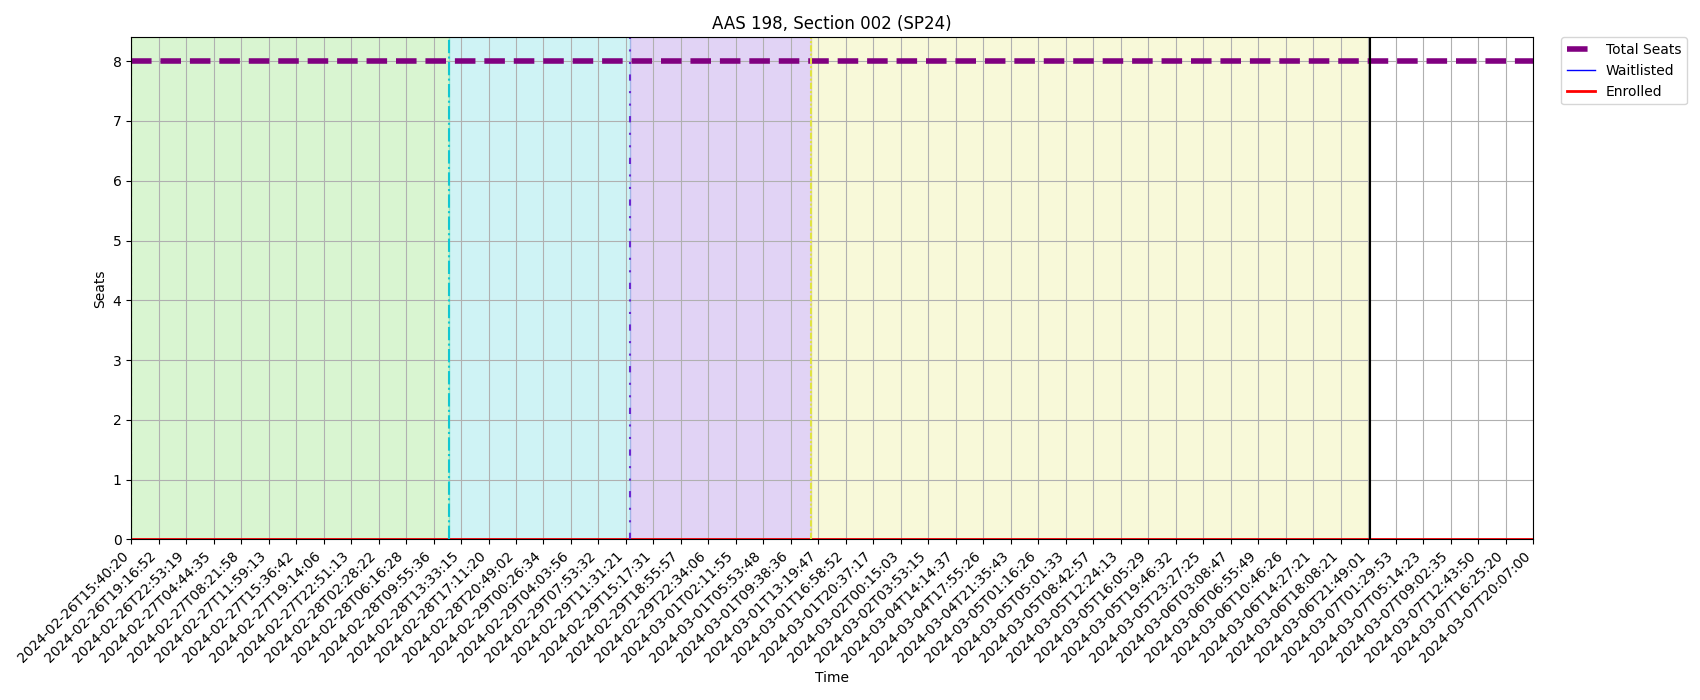 AAS 198, Section 002 (SP24)
Total Seats
Waitlisted
Enrolled
Seats
8
7
6
5
4
3
2
1
0
2024-02-26T15:40:20
2024-02-26T19:16:52
2024-02-26T22:53:19
2024-02-27T04:44:35
2024-02-27T08:21:58
2024-02-27T11:59:13
2024-02-27T15:36:42
2024-02-27T19:14:06
2024-02-27T22:51:13
2024-02-28T02:28:22
2024-02-28T06:16:28
2024-02-28T09:55:36
2024-02-28T13:33:15
2024-02-28T17:11:20
2024-02-28T20:49:02
2024-02-29T00:26:34
2024-02-29T04:03:56
2024-02-29T07:53:32
2024-02-29T11:31:21
2024-02-29T15:17:31
2024-02-29T18:55:57
2024-02-29T22:34:06
2024-03-01T02:11:55
2024-03-01T05:53:48
2024-03-01T09:38:36
2024-03-01T13:19:47
2024-03-01T16:58:52
2024-03-01T20:37:17
2024-03-02T00:15:03
2024-03-02T03:53:15
2024-03-04T14:14:37
2024-03-04T17:55:26
2024-03-04T21:35:43
2024-03-05T01:16:26
2024-03-05T05:01:33
2024-03-05T08:42:57
2024-03-05T12:24:13
2024-03-05T16:05:29
2024-03-05T19:46:32
2024-03-05T23:27:25
2024-03-06T03:08:47
2024-03-06T06:55:49
2024-03-06T10:46:26
2024-03-06T14:27:21
2024-03-06T18:08:21
2024-03-06T21:49:01
2024-03-07T01:29:53
2024-03-07T05:14:23
2024-03-07T09:02:35
2024-03-07T12:43:50
2024-03-07T16:25:20
2024-03-07T20:07:00
Time